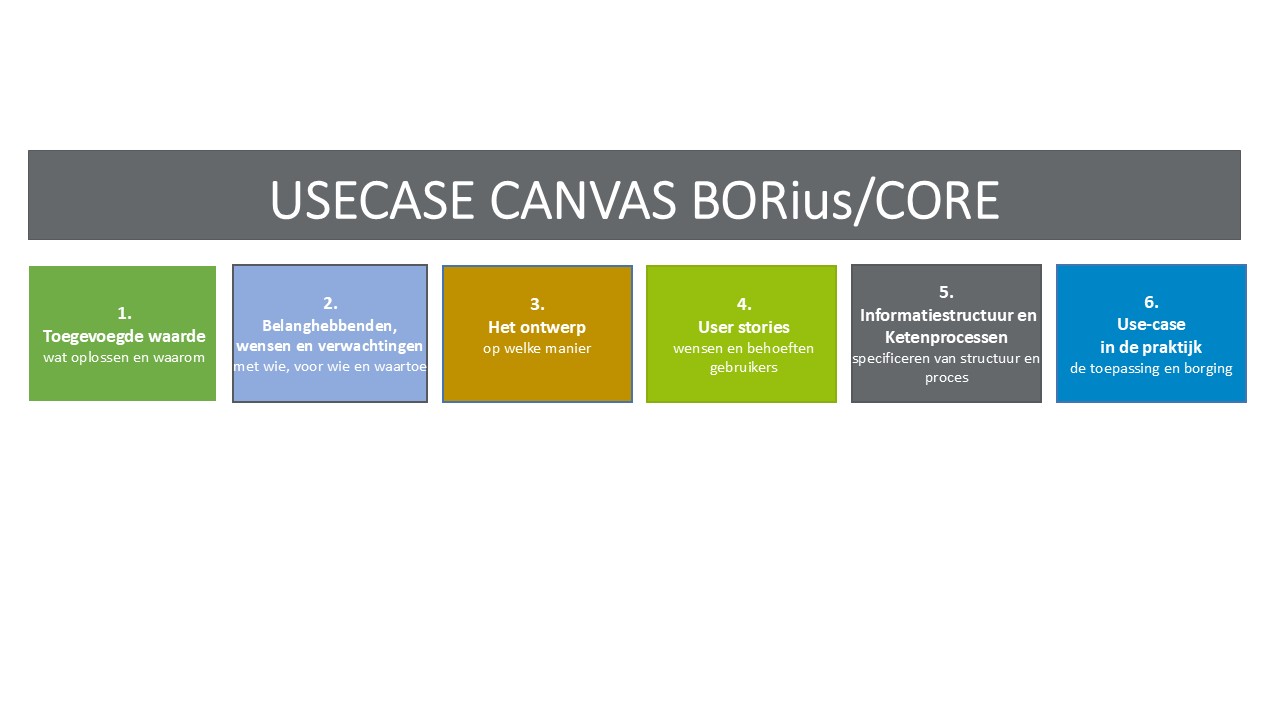 USECASE CANVAS BORius/CORE
1.
Toegevoegde waarde
wat oplossen en waarom
2.
Belanghebbenden,
wensen en verwachtingen
met wie, voor wie en waartoe
3.
Het ontwerp
op welke manier
4.
User stories
wensen en behoeften
gebruikers
5.
Informatiestructuur en
Ketenprocessen
specificeren van structuur en
proces
6.
Use-case
in de praktijk
de toepassing en borging